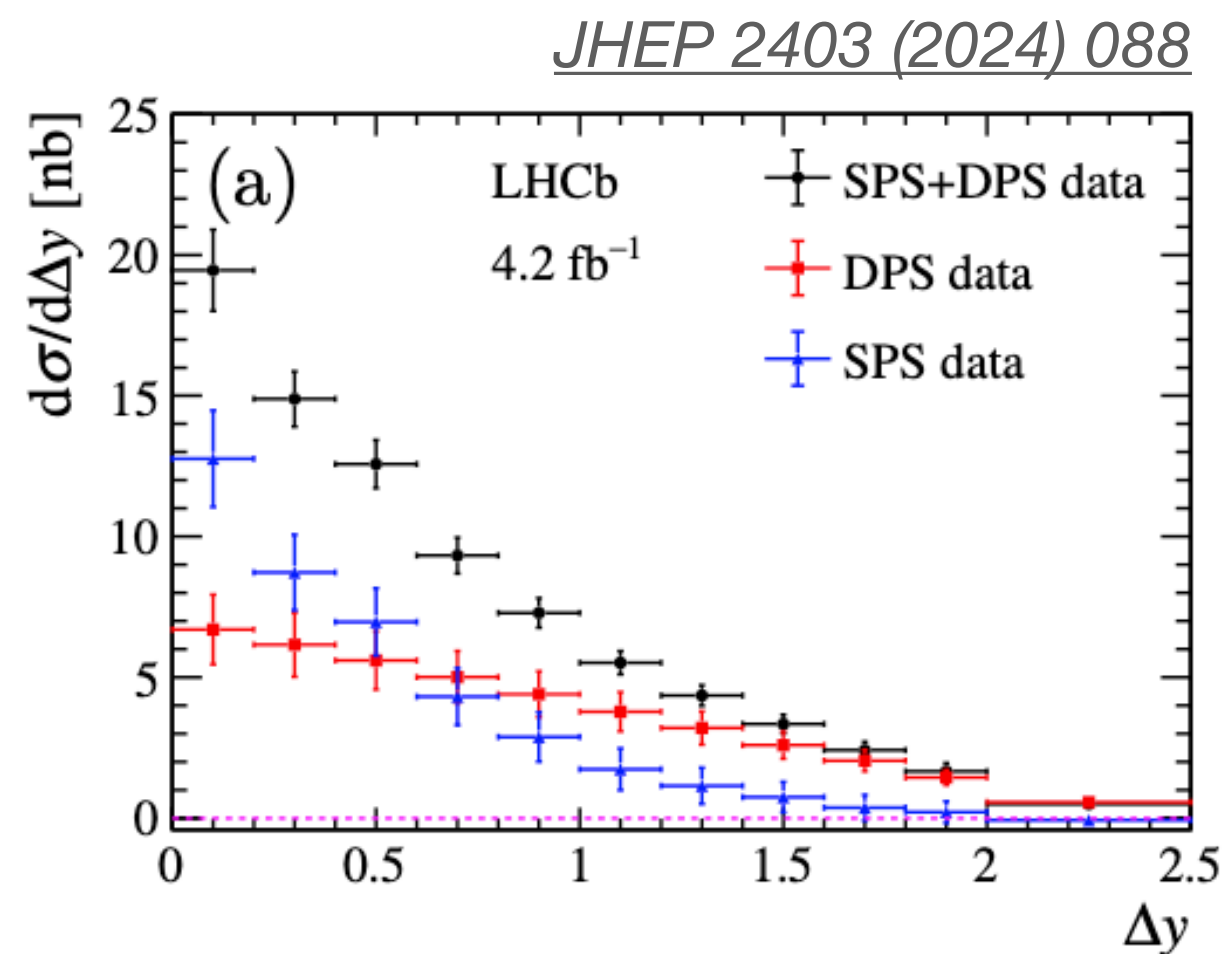 JHEP 2403 (2024) 088
dσ/dΔy [nb]
25
20
15
10
5
0
(a)
LHCb
4.2 fb⁻¹
SPS+DPS data
DPS data
SPS data
0 0.5 1 1.5 2 2.5
Δy